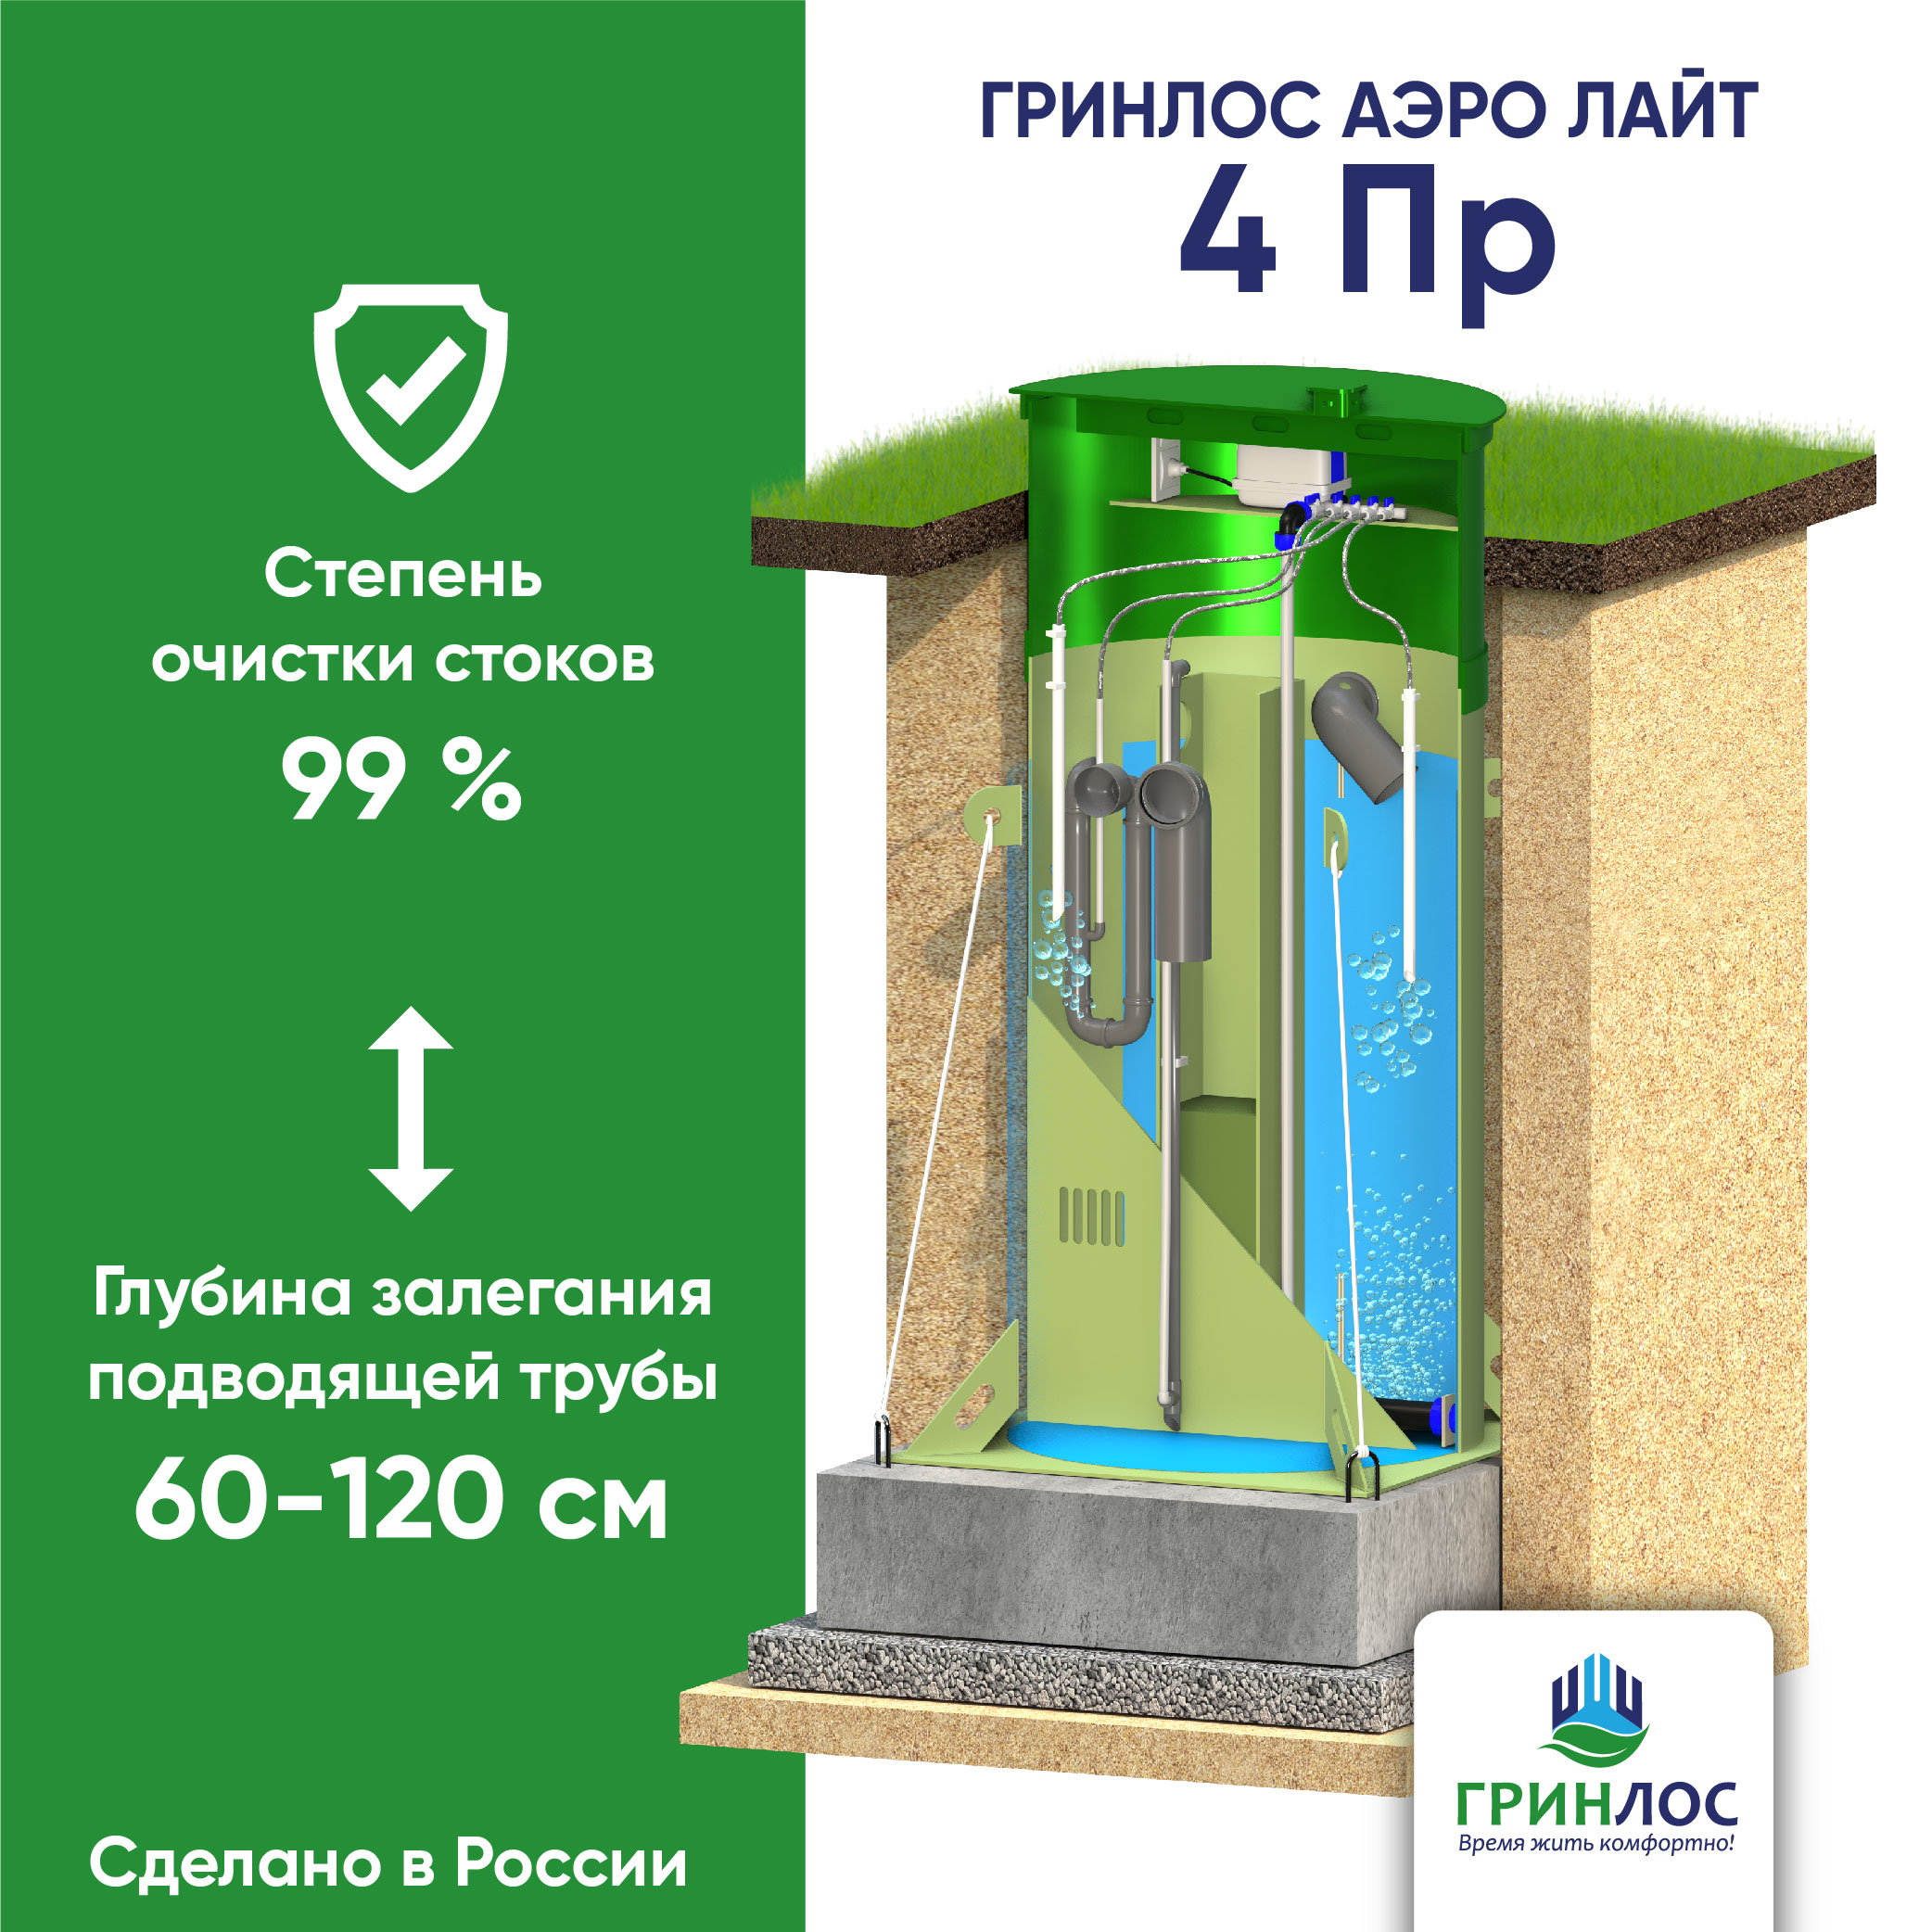 ГРИНЛОС АЭРО ЛАЙТ
4 Пр
Степень
очистки стоков
99 %
Глубина залегания
подводящей трубы
60-120 см
Сделано в России
ГРИНЛОС
Время жить комфортно!